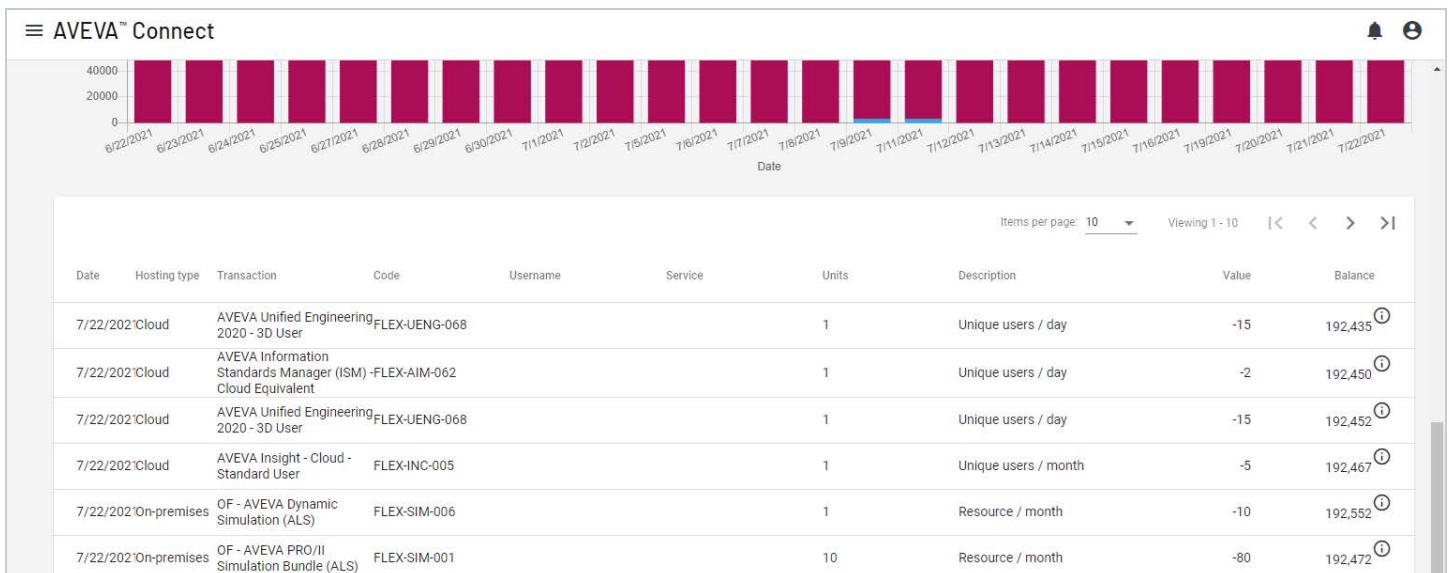 AVEVA™ Connect
40000
20000
0
6/22/2021 6/23/2021 6/24/2021 6/25/2021 6/27/2021 6/28/2021 6/29/2021 6/30/2021 7/1/2021 7/2/2021 7/5/2021 7/6/2021 7/7/2021 7/8/2021 7/9/2021 7/11/2021 7/12/2021 7/13/2021 7/14/2021 7/15/2021 7/16/2021 7/19/2021 7/20/2021 7/21/2021 7/22/2021
Date
Items per page: 10 Viewing 1 - 10
Date Hosting type Transaction Code Username Service Units Description Value Balance
AVEVA Unified Engineering
7/22/202 Cloud FLEX-UENG-068 1 Unique users / day -15 192,435
2020 - 3D User
AVEVA Information
7/22/202 Cloud Standards Manager (ISM) - FLEX-AIM-062 1 Unique users / day -2 192,450
Cloud Equivalent
AVEVA Unified Engineering
7/22/202 Cloud FLEX-UENG-068 1 Unique users / day -15 192,452
2020 - 3D User
AVEVA Insight - Cloud -
7/22/202 Cloud FLEX-INC-005 1 Unique users / month -5 192,467
Standard User
OF - AVEVA Dynamic
7/22/202 On-premises FLEX-SIM-006 1 Resource / month -10 192,552
Simulation (ALS)
OF - AVEVA PRO/II
7/22/202 On-premises FLEX-SIM-001 10 Resource / month -80 192,472
Simulation Bundle (ALS)